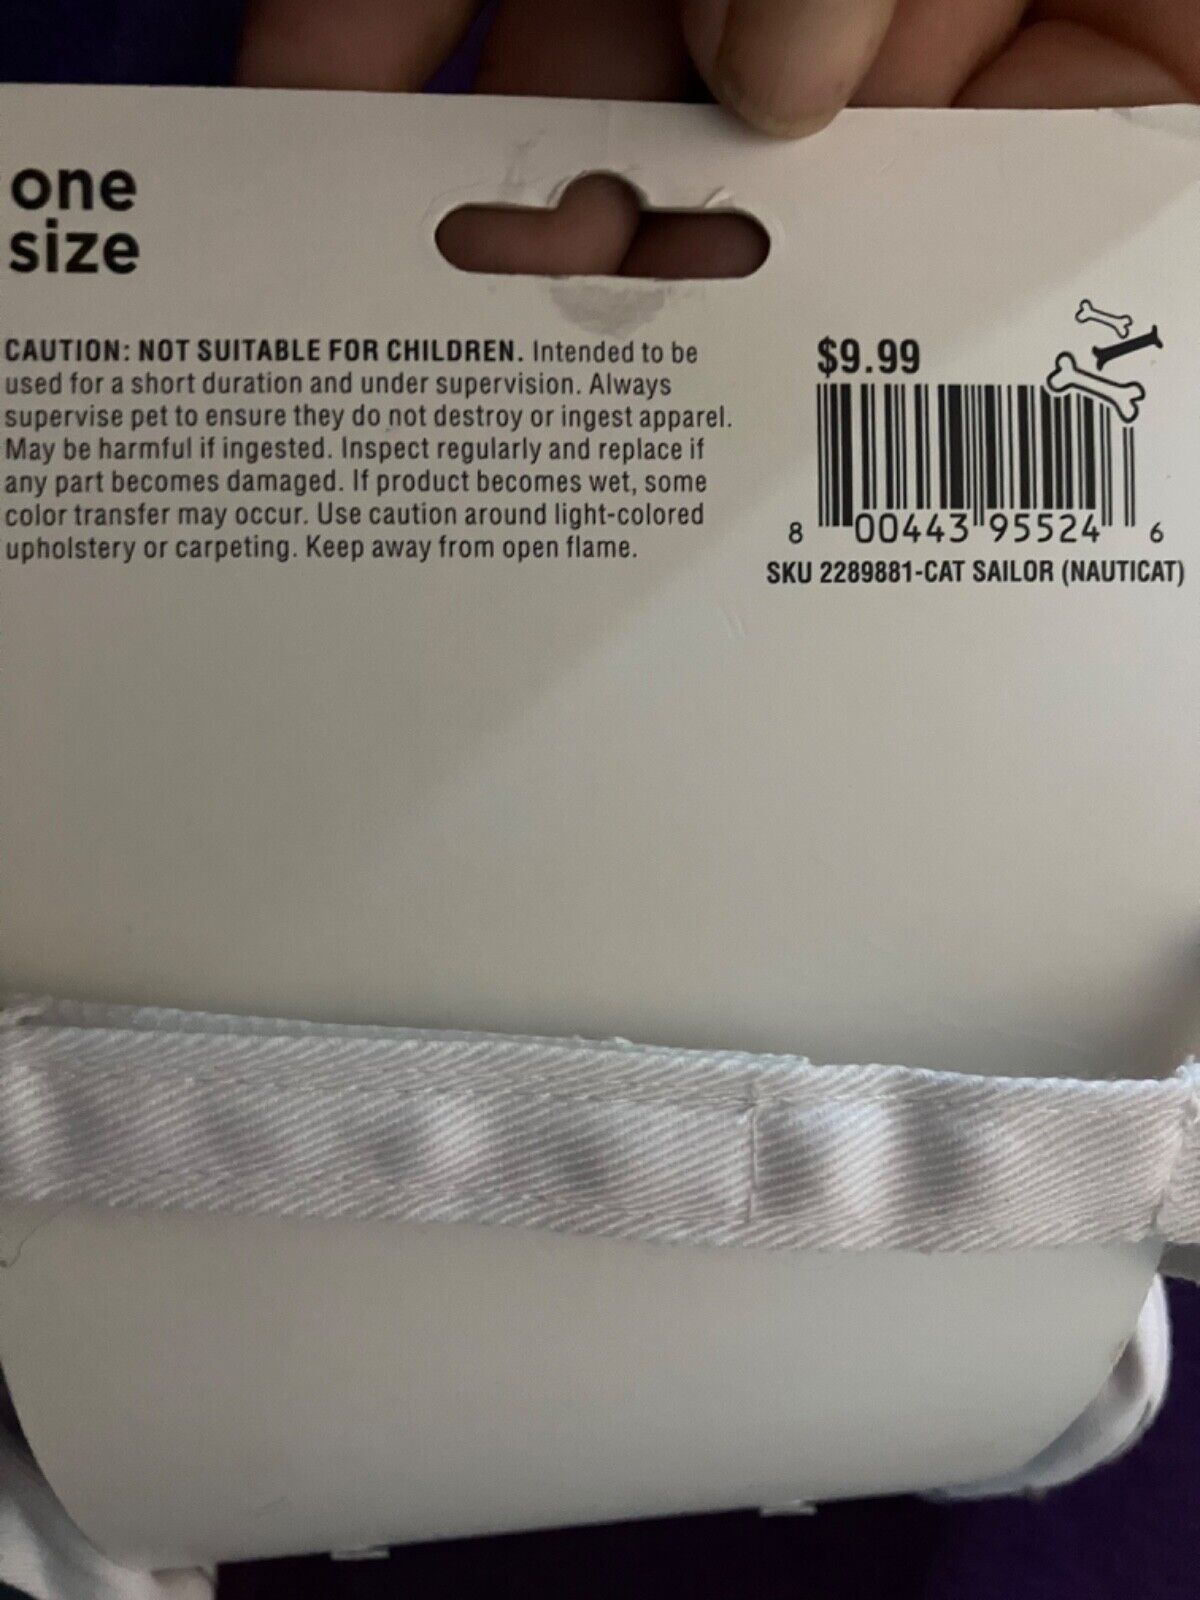 one
size
CAUTION: NOT SUITABLE FOR CHILDREN. Intended to be
used for a short duration and under supervision. Always
supervise pet to ensure they do not destroy or ingest apparel.
May be harmful if ingested. Inspect regularly and replace if
any part becomes damaged. If product becomes wet, some
color transfer may occur. Use caution around light-colored
upholstery or carpeting. Keep away from open flame.
$9.99
8 00443 95524 6
SKU 2289881-CAT SAILOR (NAUTICAT)